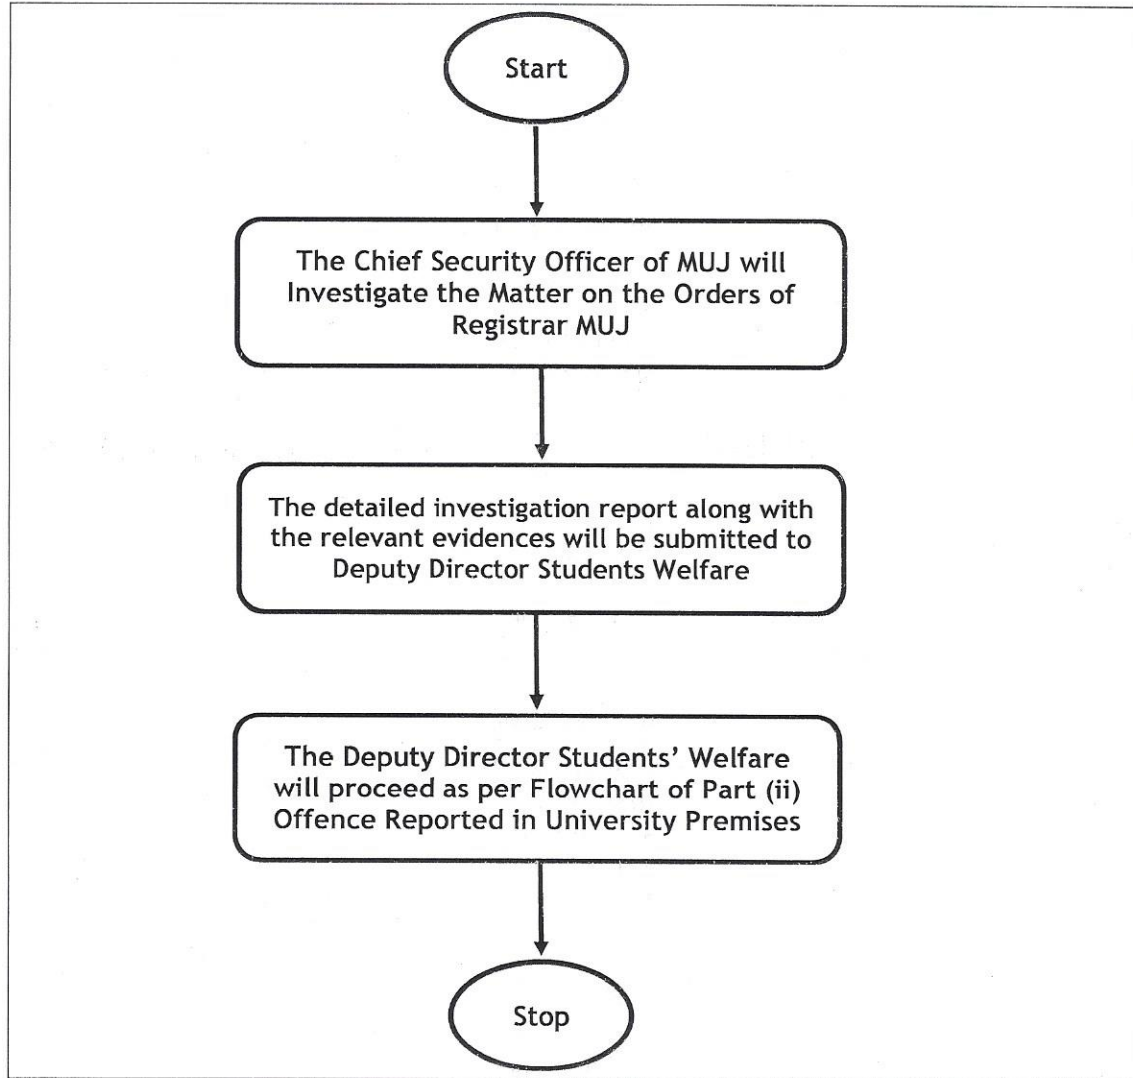 Start
The Chief Security Officer of MUJ will
Investigate the Matter on the Orders of
Registrar MUJ
The detailed investigation report along with
the relevant evidences will be submitted to
Deputy Director Students Welfare
The Deputy Director Students’ Welfare
will proceed as per Flowchart of Part (ii)
Offence Reported in University Premises
Stop